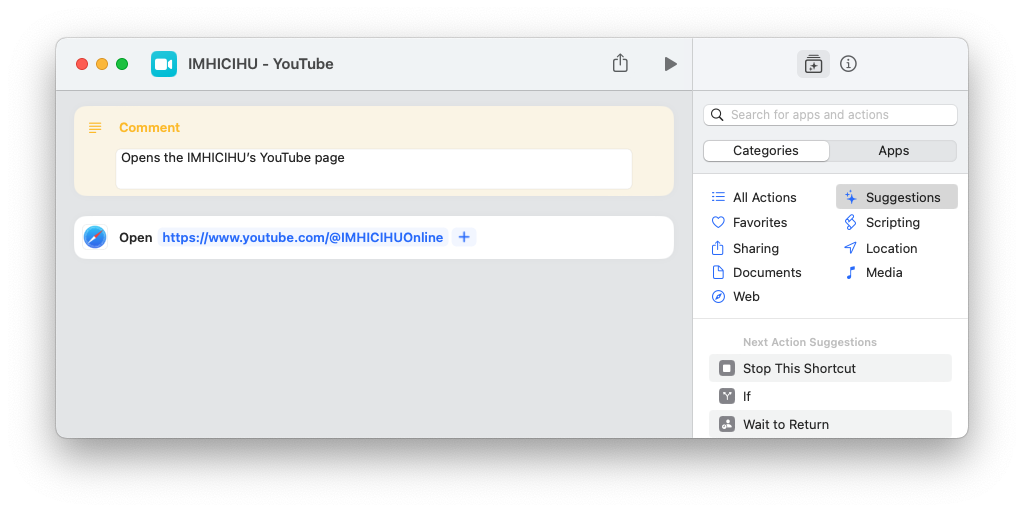 IMHICIHU - YouTube
Comment
Opens the IMHICIHU’s YouTube page
Open https://www.youtube.com/@IMHICIHUOnline +
Search for apps and actions
Categories Apps
All Actions Suggestions
Favorites Scripting
Sharing Location
Documents Media
Web
Next Action Suggestions
Stop This Shortcut
If
Wait to Return